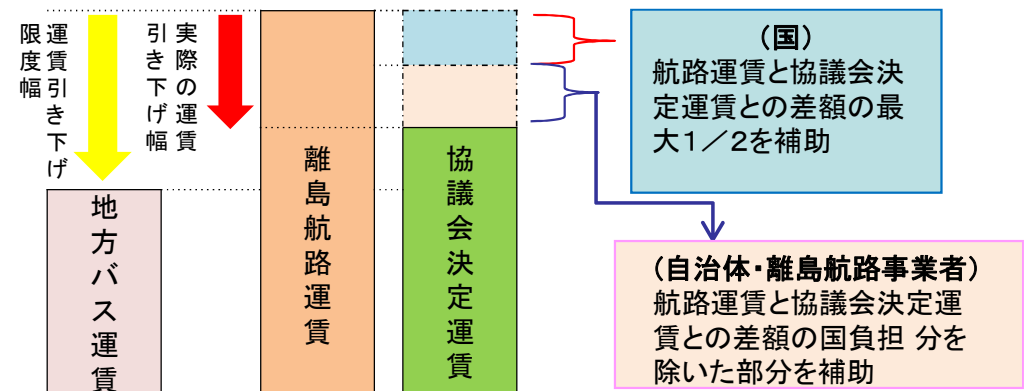 運賃引き下げ
限度幅
実際の運賃
引き下げ幅
地方バス運賃
離島航路運賃
協議会決定運賃
（国）
航路運賃と協議会決
定運賃との差額の最
大１／２を補助
（自治体・離島航路事業者）
航路運賃と協議会決定運
賃との差額の国負担 分を
除いた部分を補助